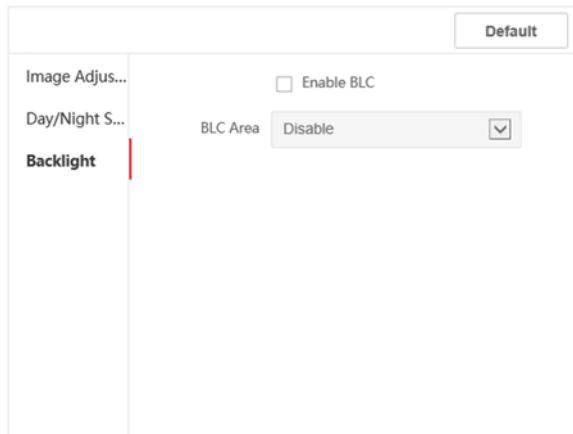 Default
Image Adjus...
Enable BLC
Day/Night S...
BLC Area Disable
Backlight